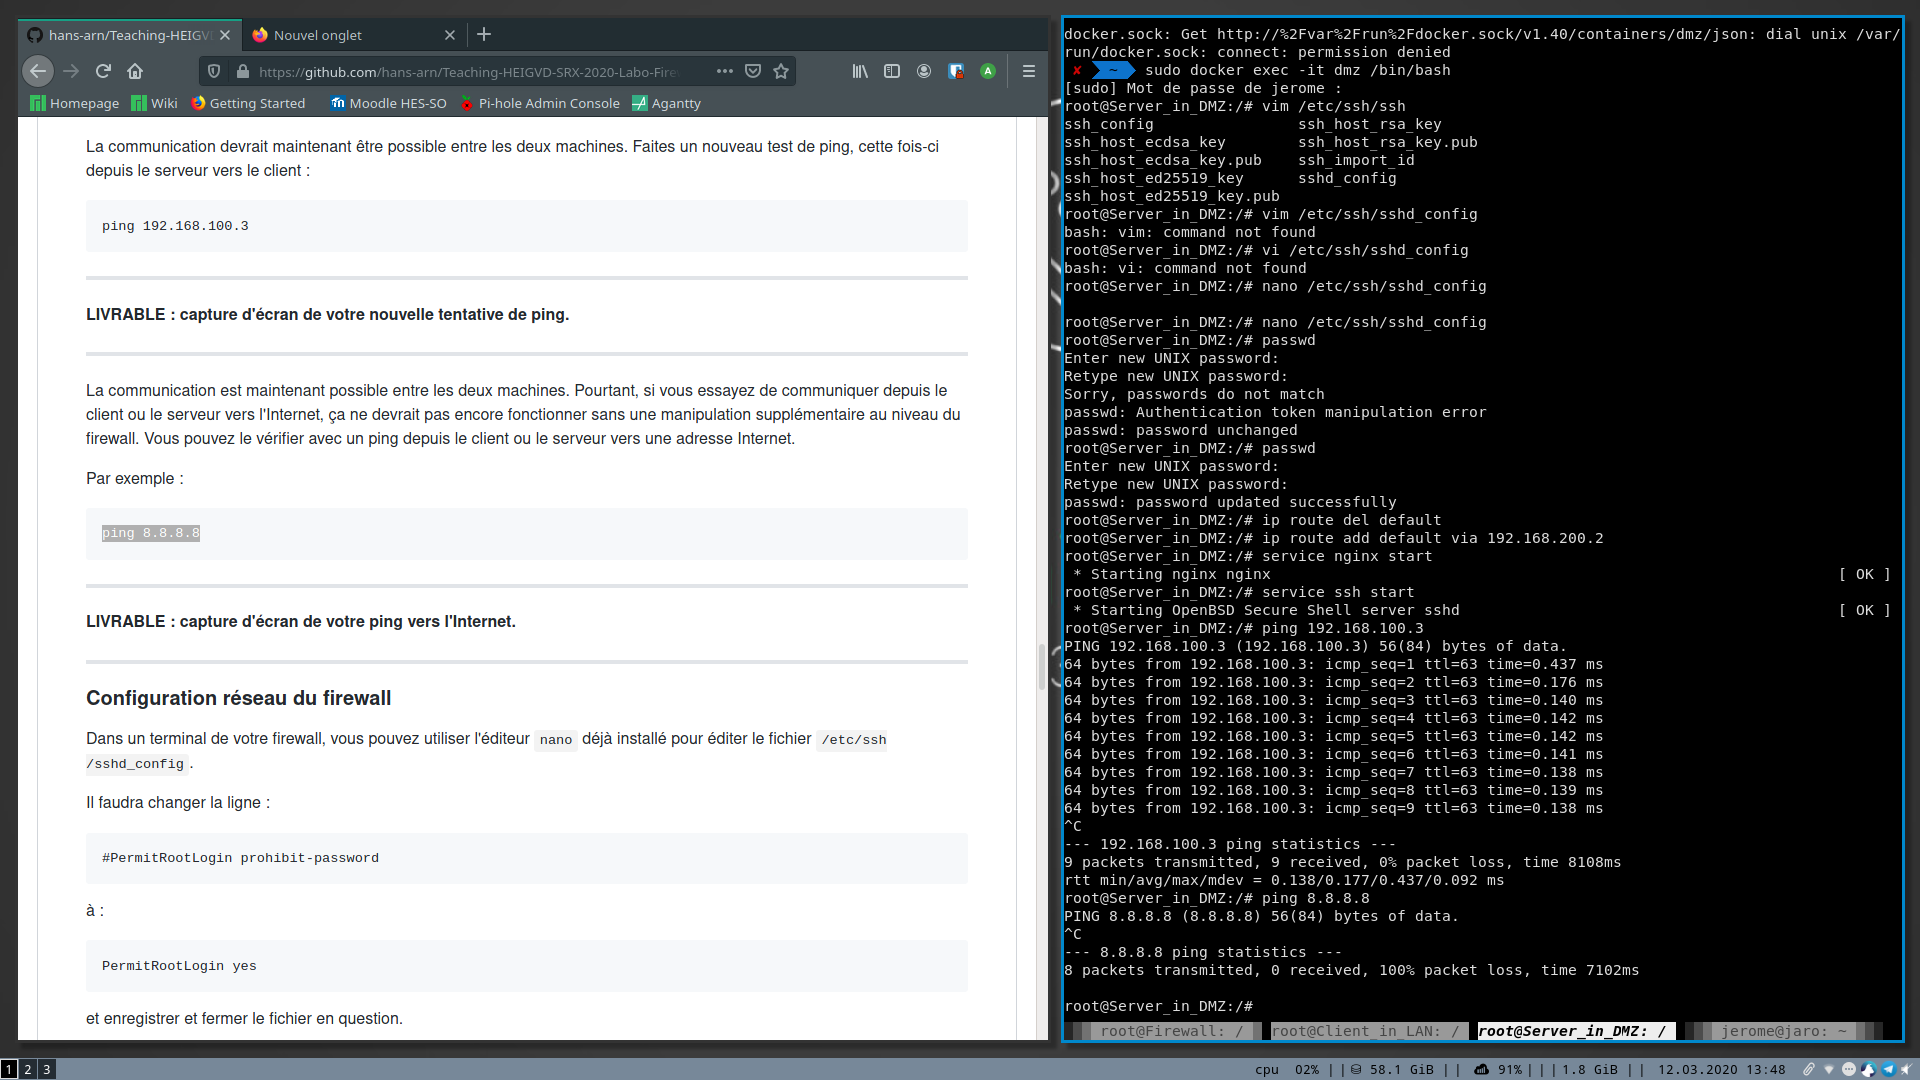 hans-arn/Teaching-HEIGV
Nouvel onglet
https://github.com/hans-arn/Teaching-HEIGVD-SRX-2020-Labo-Fire
Homepage
Wiki
Getting Started
Moodle HES-SO
Pi-hole Admin Console
Agantty
La communication devrait maintenant être possible entre les deux machines. Faites un nouveau test de ping, cette fois-ci
depuis le serveur vers le client :
ping 192.168.100.3
LIVRABLE : capture d'écran de votre nouvelle tentative de ping.
La communication est maintenant possible entre les deux machines. Pourtant, si vous essayez de communiquer depuis le
client ou le serveur vers l'Internet, ça ne devrait pas encore fonctionner sans une manipulation supplémentaire au niveau du
firewall. Vous pouvez le vérifier avec un ping depuis le client ou le serveur vers une adresse Internet.
Par exemple :
ping 8.8.8.8
LIVRABLE : capture d'écran de votre ping vers l'Internet.
Configuration réseau du firewall
Dans un terminal de votre firewall, vous pouvez utiliser l'éditeur nano déjà installé pour éditer le fichier /etc/ssh
/sshd_config .
Il faudra changer la ligne :
#PermitRootLogin prohibit-password
à :
PermitRootLogin yes
et enregistrer et fermer le fichier en question.
docker.sock: Get http://%2Fvar%2Frun%2Fdocker.sock/v1.40/containers/dmz/json: dial unix /var/
run/docker.sock: connect: permission denied
✘ ~ sudo docker exec -it dmz /bin/bash
[sudo] Mot de passe de jerome :
root@Server_in_DMZ:/# vim /etc/ssh/ssh
ssh_config ssh_host_rsa_key
ssh_host_ecdsa_key ssh_host_rsa_key.pub
ssh_host_ecdsa_key.pub ssh_import_id
ssh_host_ed25519_key sshd_config
ssh_host_ed25519_key.pub
root@Server_in_DMZ:/# vim /etc/ssh/sshd_config
bash: vim: command not found
root@Server_in_DMZ:/# vi /etc/ssh/sshd_config
bash: vi: command not found
root@Server_in_DMZ:/# nano /etc/ssh/sshd_config
root@Server_in_DMZ:/# nano /etc/ssh/sshd_config
root@Server_in_DMZ:/# passwd
Enter new UNIX password:
Retype new UNIX password:
Sorry, passwords do not match
passwd: Authentication token manipulation error
passwd: password unchanged
root@Server_in_DMZ:/# passwd
Enter new UNIX password:
Retype new UNIX password:
passwd: password updated successfully
root@Server_in_DMZ:/# ip route del default
root@Server_in_DMZ:/# ip route add default via 192.168.200.2
root@Server_in_DMZ:/# service nginx start
* Starting nginx nginx [ OK ]
root@Server_in_DMZ:/# service ssh start
* Starting OpenBSD Secure Shell server sshd [ OK ]
root@Server_in_DMZ:/# ping 192.168.100.3
PING 192.168.100.3 (192.168.100.3) 56(84) bytes of data.
64 bytes from 192.168.100.3: icmp_seq=1 ttl=63 time=0.437 ms
64 bytes from 192.168.100.3: icmp_seq=2 ttl=63 time=0.176 ms
64 bytes from 192.168.100.3: icmp_seq=3 ttl=63 time=0.140 ms
64 bytes from 192.168.100.3: icmp_seq=4 ttl=63 time=0.142 ms
64 bytes from 192.168.100.3: icmp_seq=5 ttl=63 time=0.142 ms
64 bytes from 192.168.100.3: icmp_seq=6 ttl=63 time=0.141 ms
64 bytes from 192.168.100.3: icmp_seq=7 ttl=63 time=0.138 ms
64 bytes from 192.168.100.3: icmp_seq=8 ttl=63 time=0.139 ms
64 bytes from 192.168.100.3: icmp_seq=9 ttl=63 time=0.138 ms
^C
--- 192.168.100.3 ping statistics ---
9 packets transmitted, 9 received, 0% packet loss, time 8108ms
rtt min/avg/max/mdev = 0.138/0.177/0.437/0.092 ms
root@Server_in_DMZ:/# ping 8.8.8.8
PING 8.8.8.8 (8.8.8.8) 56(84) bytes of data.
^C
--- 8.8.8.8 ping statistics ---
8 packets transmitted, 0 received, 100% packet loss, time 7102ms
root@Server_in_DMZ:/#
root@Firewall: / root@Client_in_LAN: / root@Server_in_DMZ: / jerome@jaro: ~
1 2 3 cpu 02% || 58.1 GiB || 91% |||1.8 GiB || 12.03.2020 13:48